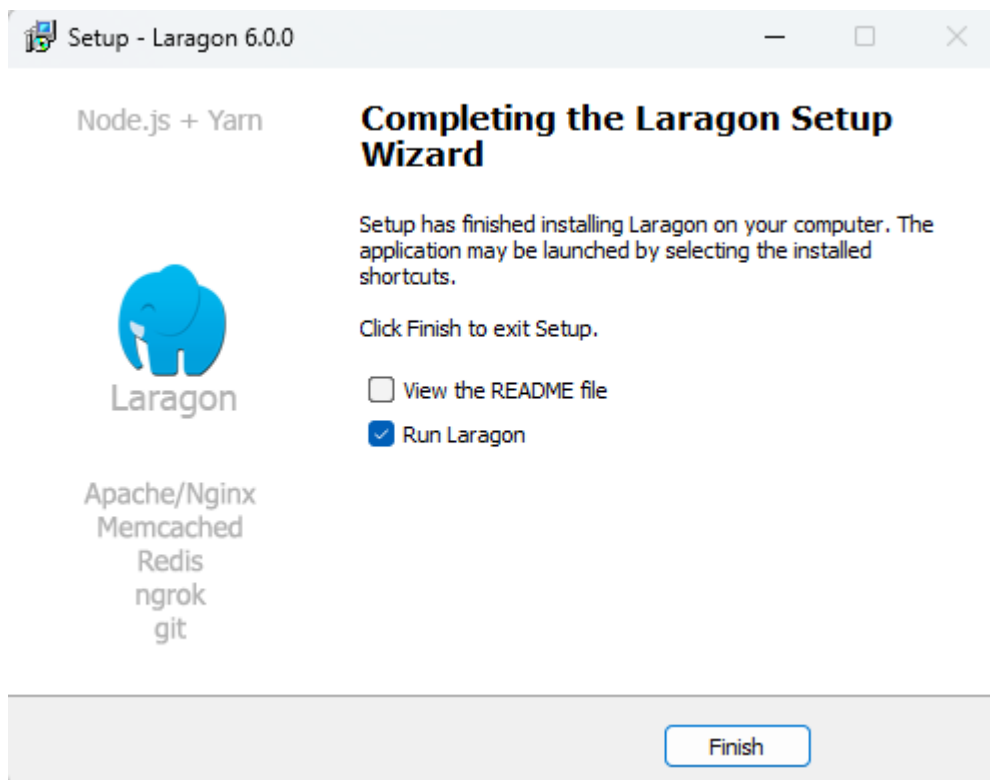 Setup - Laragon 6.0.0
Node.js + Yarn
Laragon
Apache/Nginx
Memcached
Redis
ngrok
git
Completing the Laragon Setup
Wizard
Setup has finished installing Laragon on your computer. The
application may be launched by selecting the installed
shortcuts.
Click Finish to exit Setup.
View the README file
Run Laragon
Finish